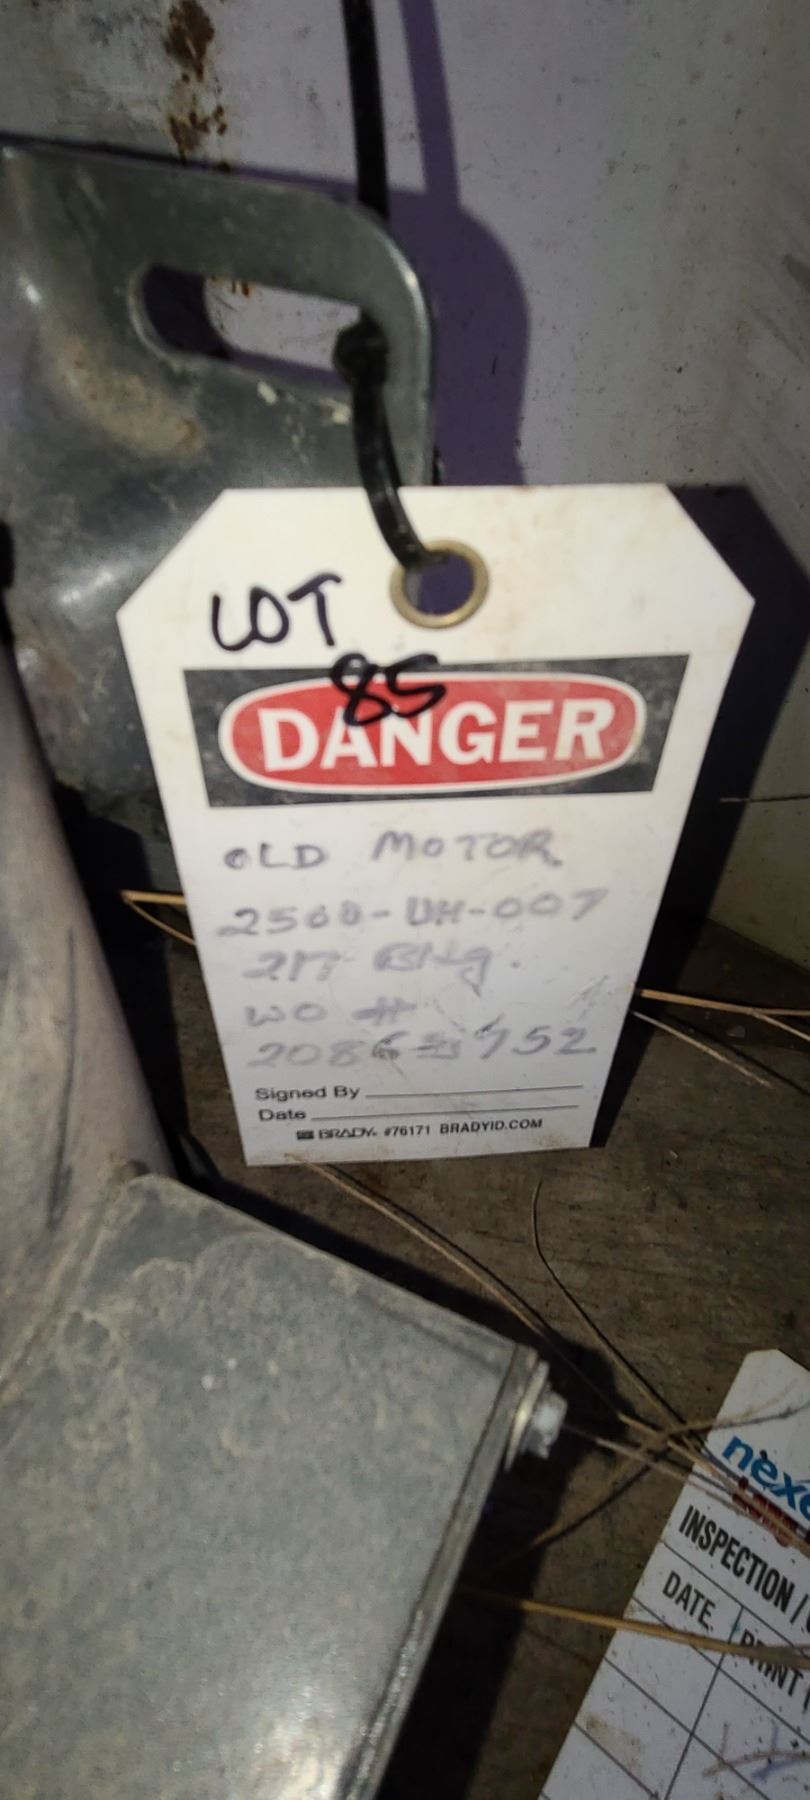 LOT
85
DANGER
OLD MOTOR
2500-UH-007
217 Bldg.
WO #
Signed By
Date
BRADY. #76171 BRADYID.COM
INSPECTION /
DATE